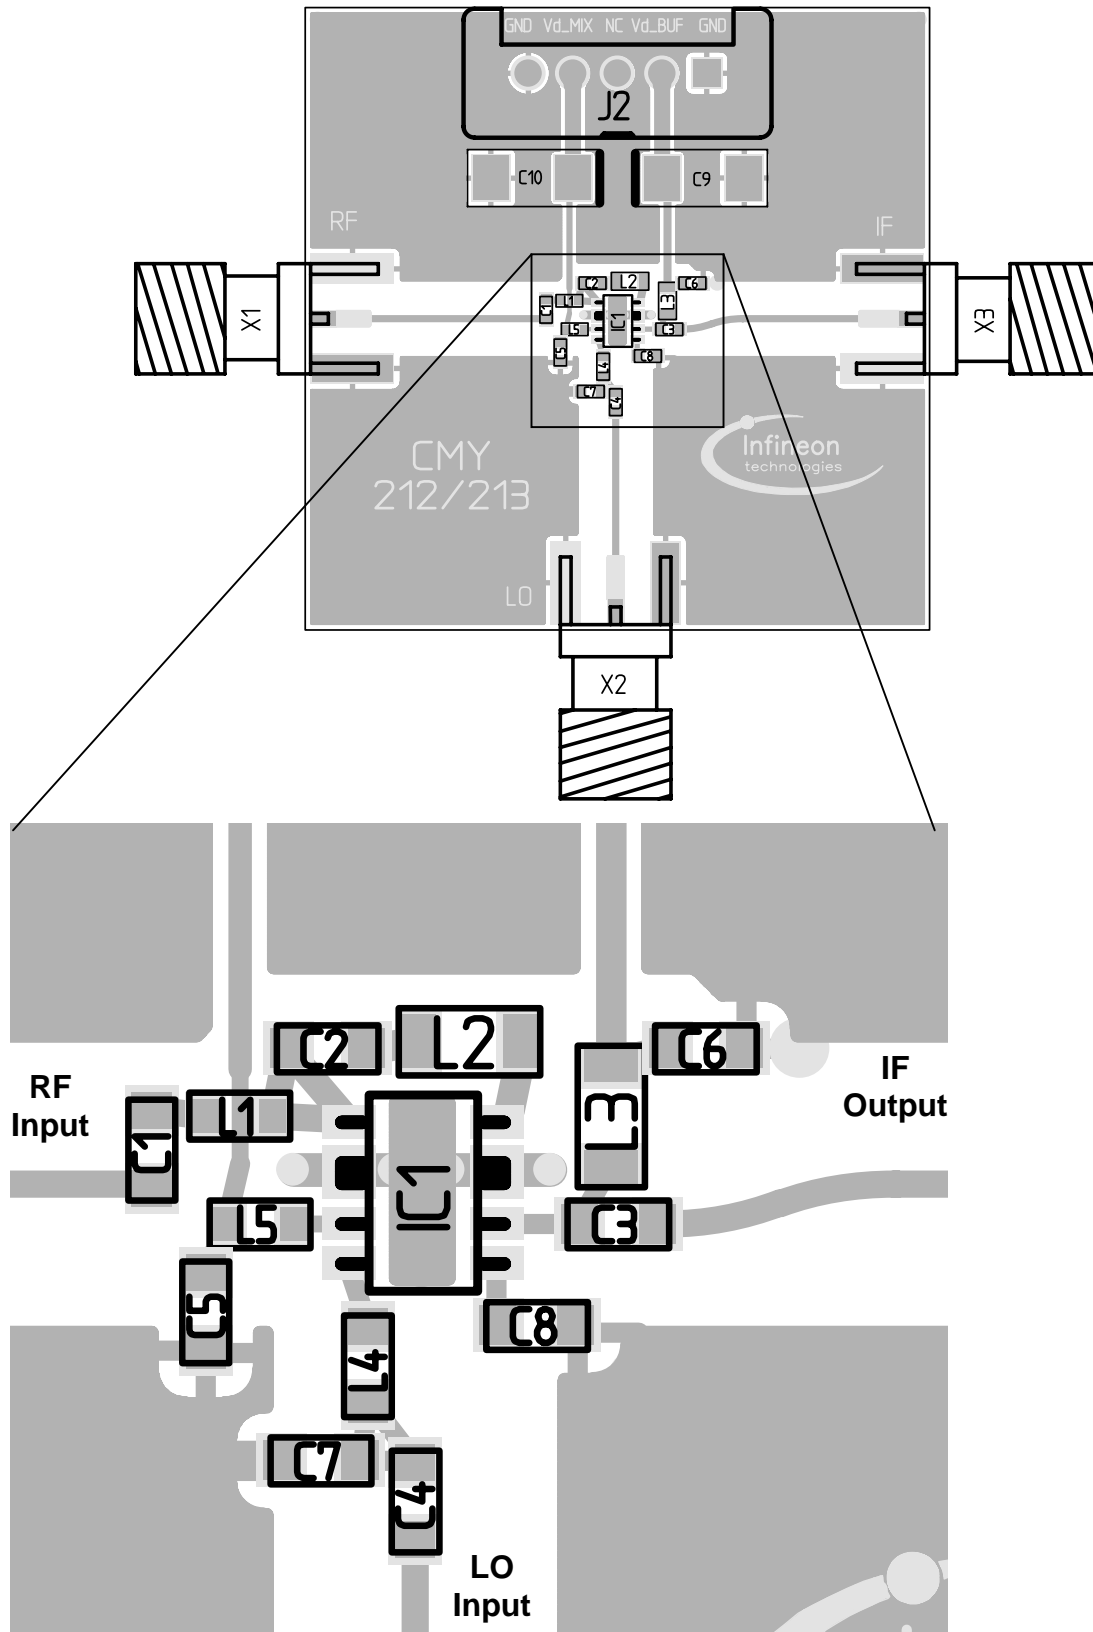 GND Vd_MIX NC Vd_BUF GND
J2
C10
C9
RF
IF
C2
L2
C6
C1
L1
L3
IC1
L5
C3
C5
L4
C8
C7
C4
X1
X3
CMY
212/213
Infineon
technologies
LO
X2
C2
L2
C6
RF
Input
IF
Output
C1
L1
L3
IC1
L5
C3
C5
C8
L4
C7
C4
LO
Input